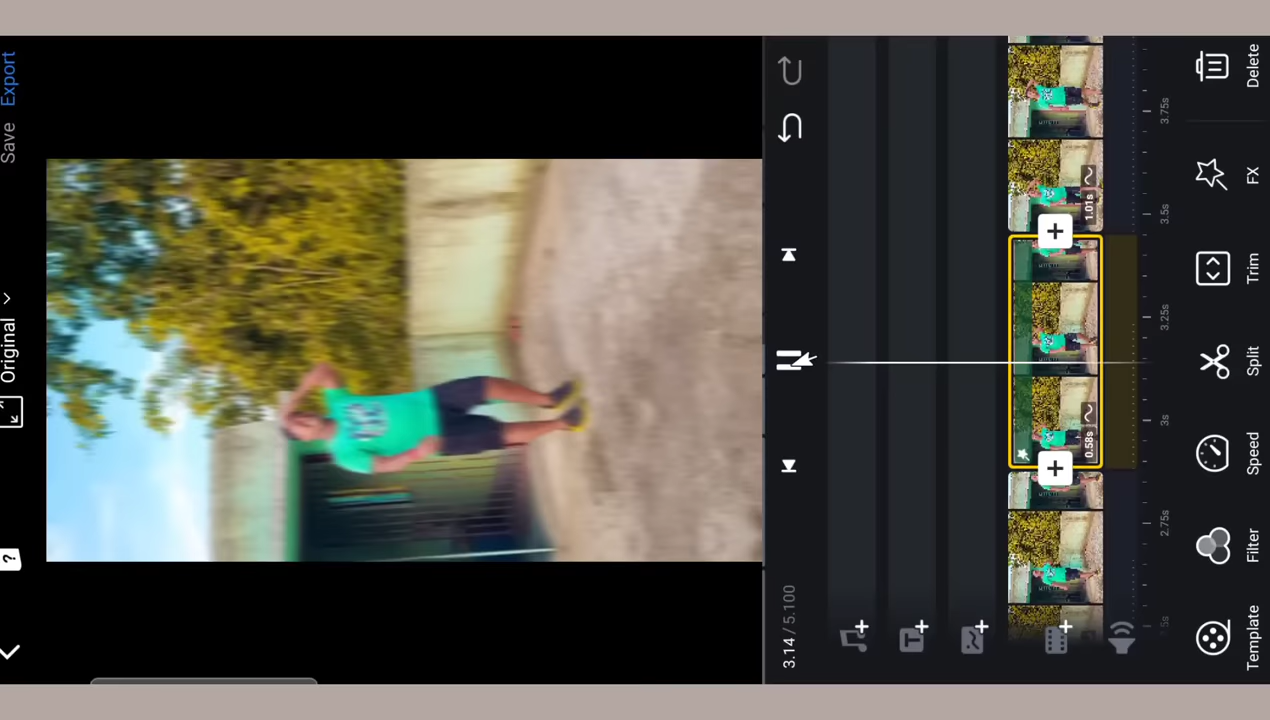 ? Original Save Export
3.14 / 5.100
T
0.58s 1.01s
2.75s 3s 3.25s 3.5s 3.75s
Template Filter Speed Split Trim FX Delete